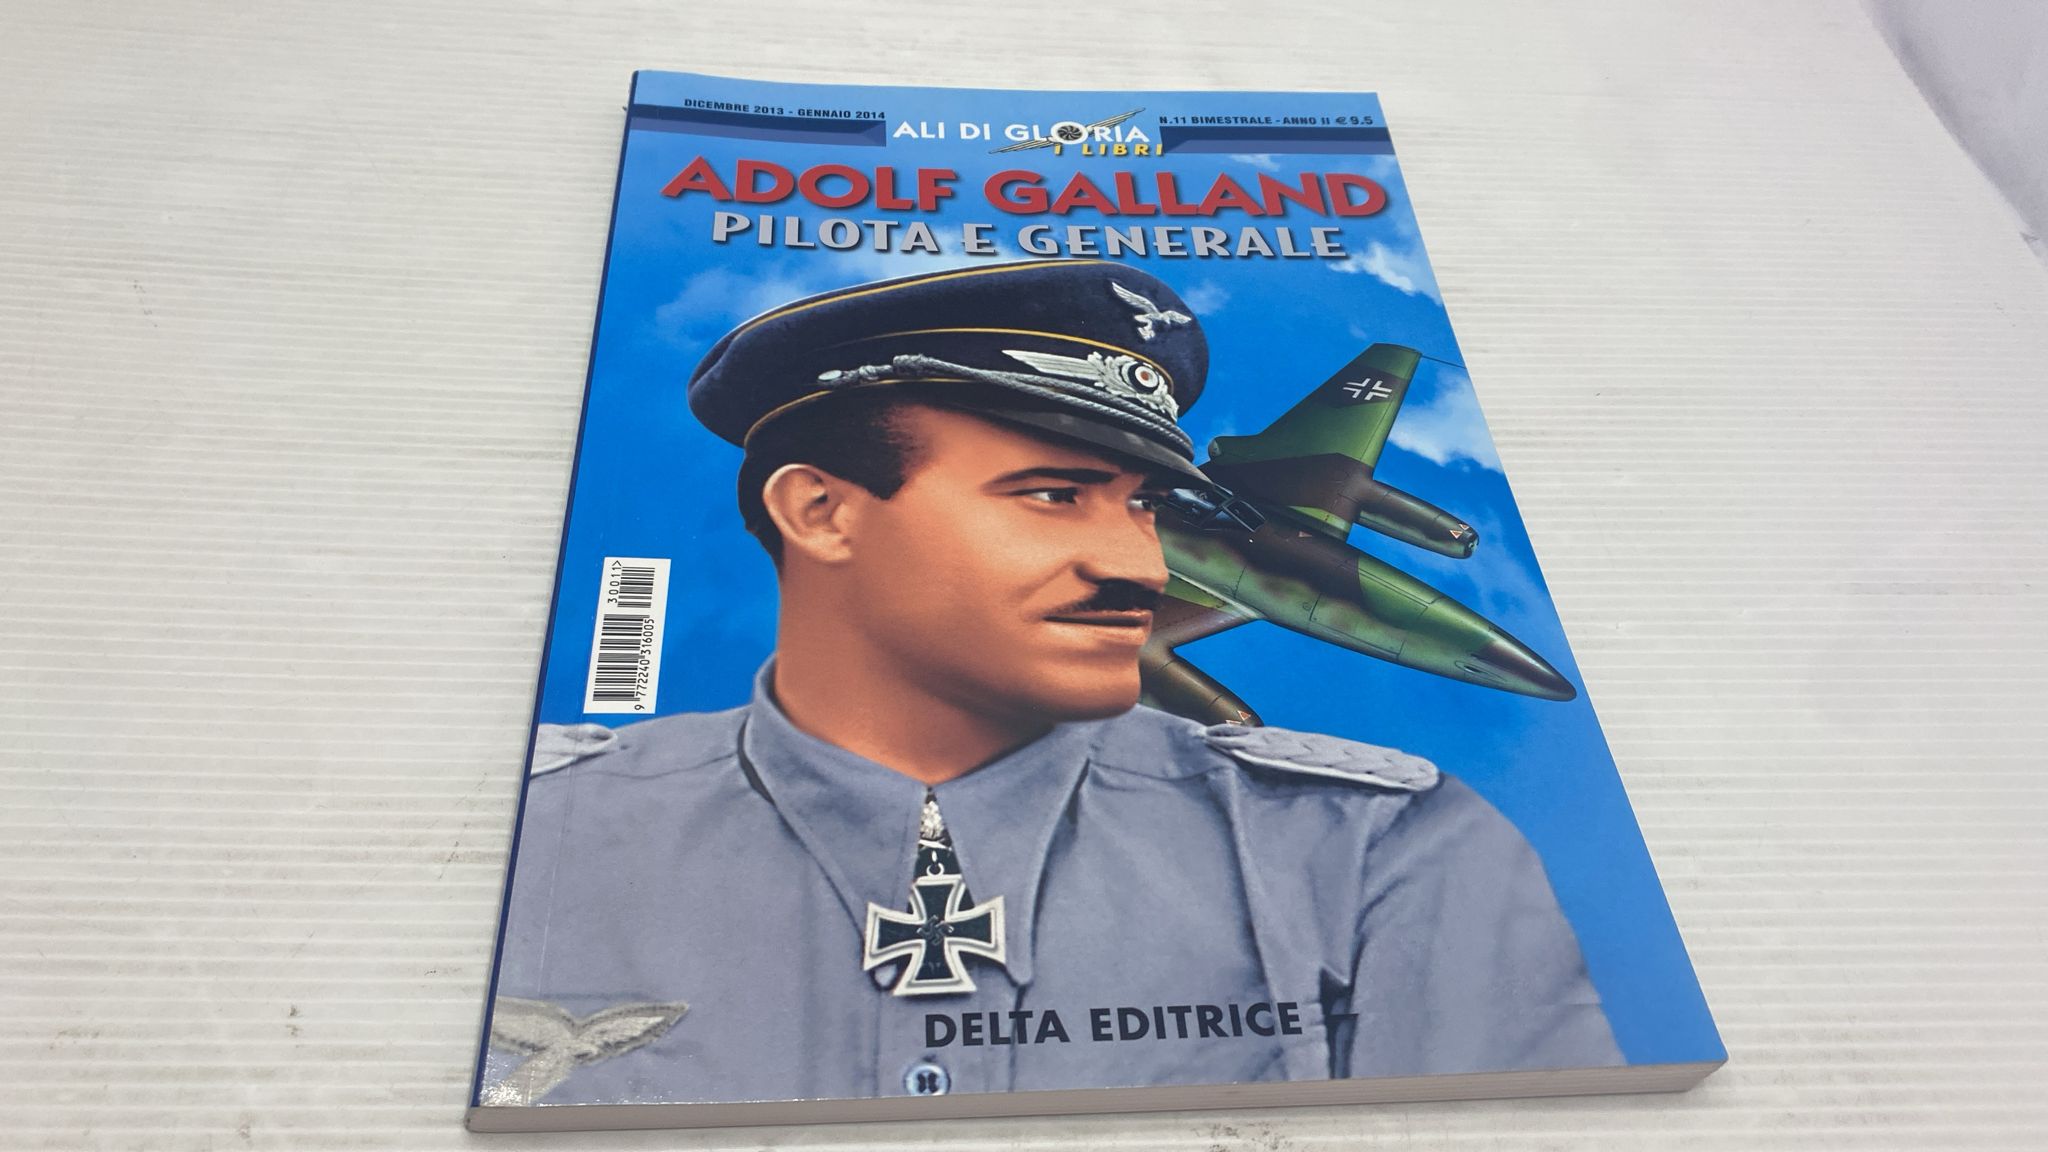 DICEMBRE 2013 - GENNAIO 2014
ALI DI GLORIA
I LIBRI
N.11 BIMESTRALE - ANNO II € 9,5
ADOLF GALLAND
PILOTA E GENERALE
30011>
9 772240 316005
DELTA EDITRICE